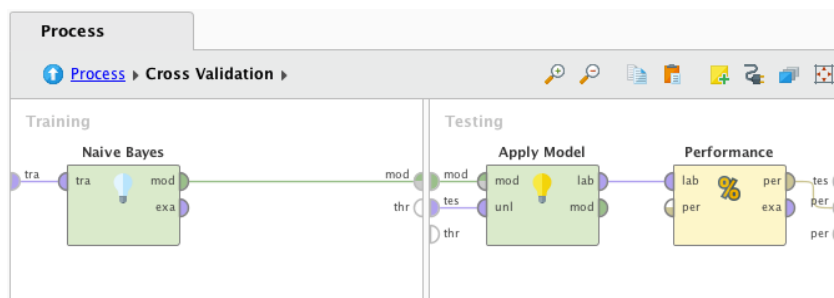 Process
Process ▸ Cross Validation ▸
Training
Testing
Naive Bayes
Apply Model
Performance
tra
tra
mod
mod
mod
mod
lab
lab
per
tes
exa
thr
tes
unl
mod
per
exa
per
thr
per